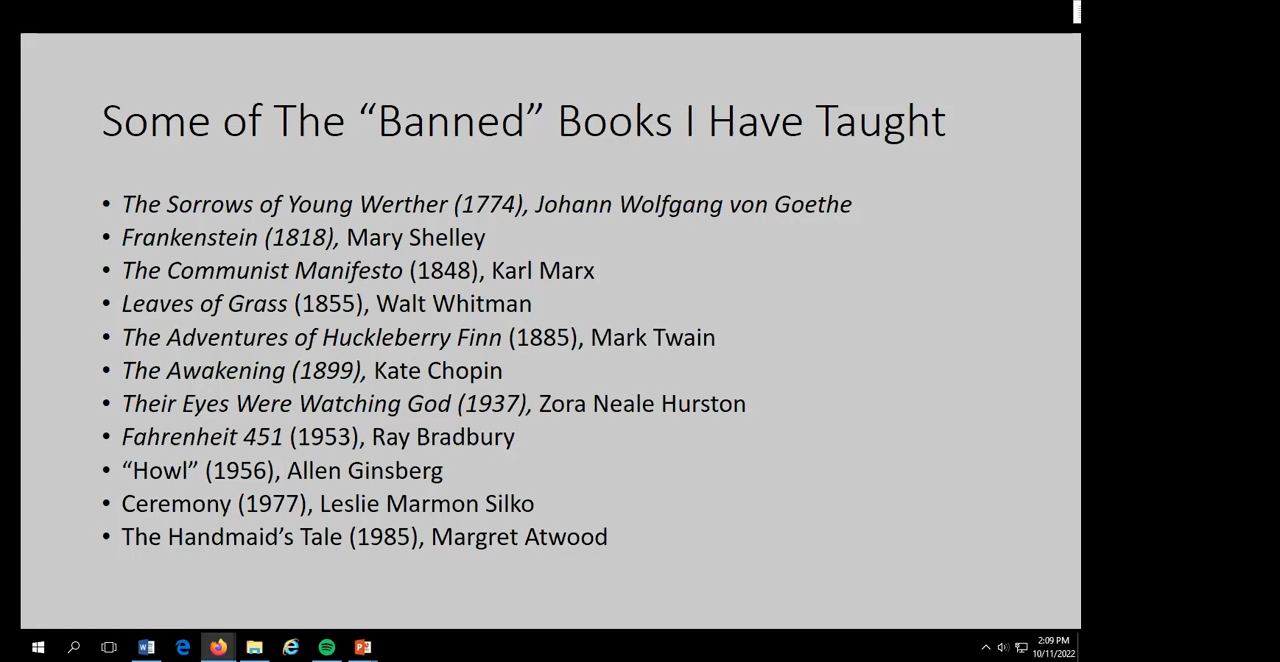 Some of The “Banned” Books I Have Taught
• The Sorrows of Young Werther (1774), Johann Wolfgang von Goethe
• Frankenstein (1818), Mary Shelley
• The Communist Manifesto (1848), Karl Marx
• Leaves of Grass (1855), Walt Whitman
• The Adventures of Huckleberry Finn (1885), Mark Twain
• The Awakening (1899), Kate Chopin
• Their Eyes Were Watching God (1937), Zora Neale Hurston
• Fahrenheit 451 (1953), Ray Bradbury
• “Howl” (1956), Allen Ginsberg
• Ceremony (1977), Leslie Marmon Silko
• The Handmaid’s Tale (1985), Margret Atwood
2:09 PM
10/11/2022